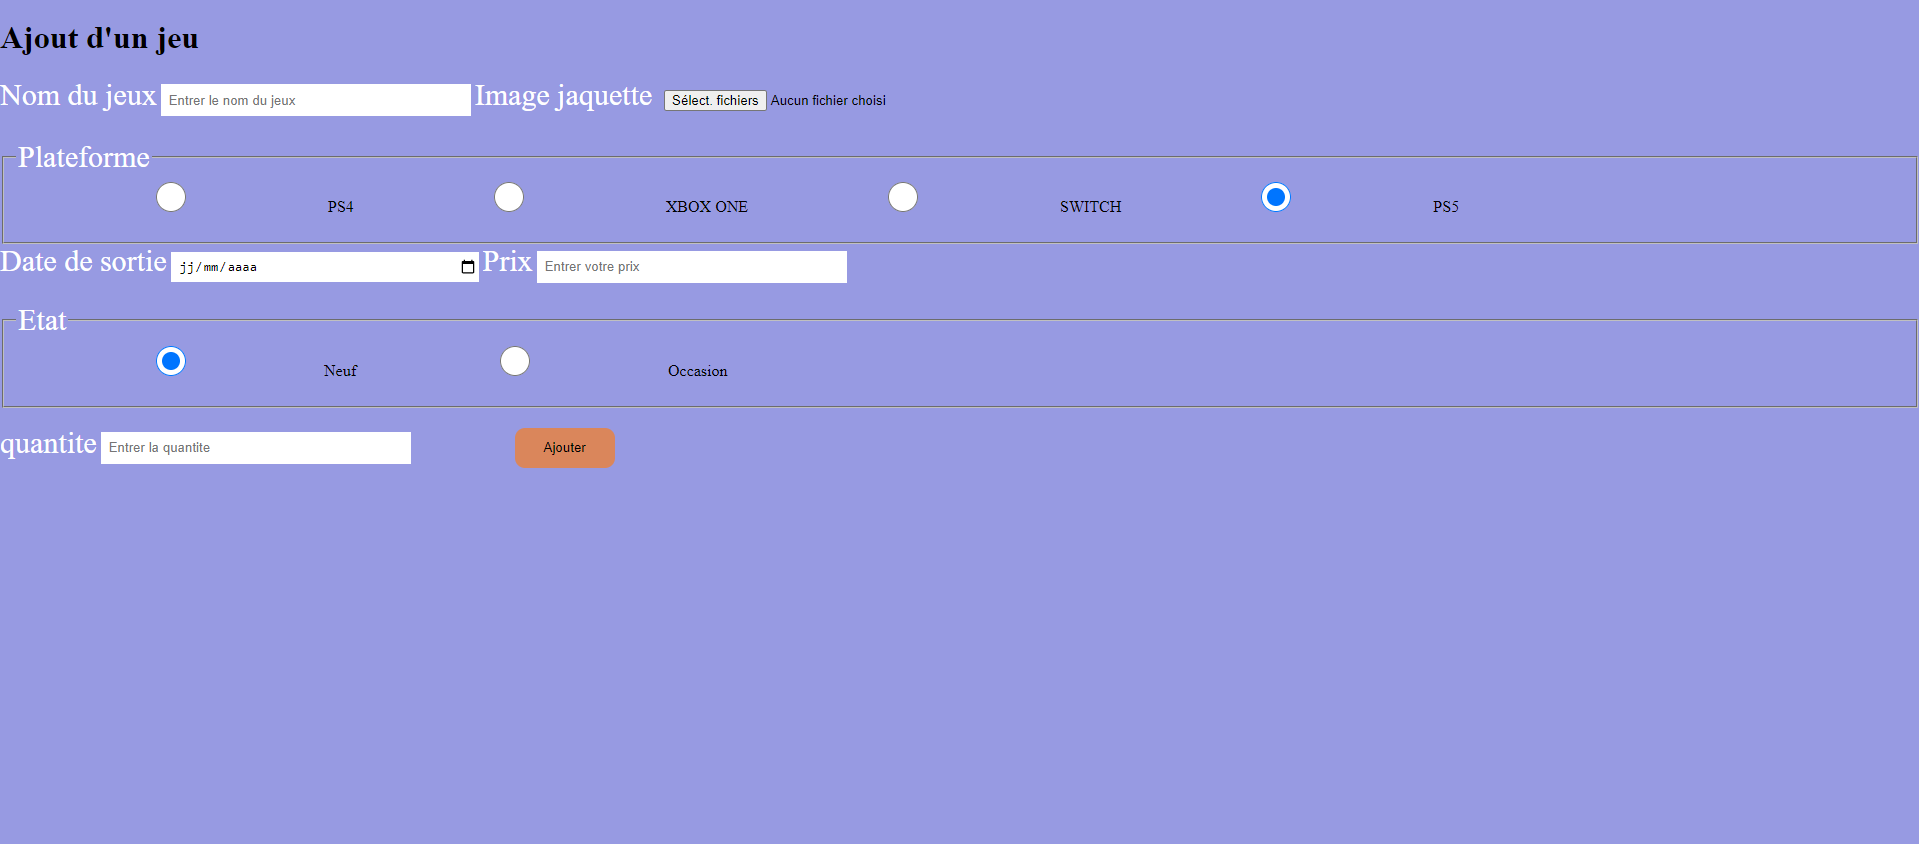 Ajout d'un jeu
Nom du jeux Entrer le nom du jeux Image jaquette Sélect. fichiers Aucun fichier choisi
Plateforme
PS4 XBOX ONE SWITCH PS5
Date de sortie jj/mm/aaaa Prix Entrer votre prix
Etat
Neuf Occasion
quantite Entrer la quantite Ajouter